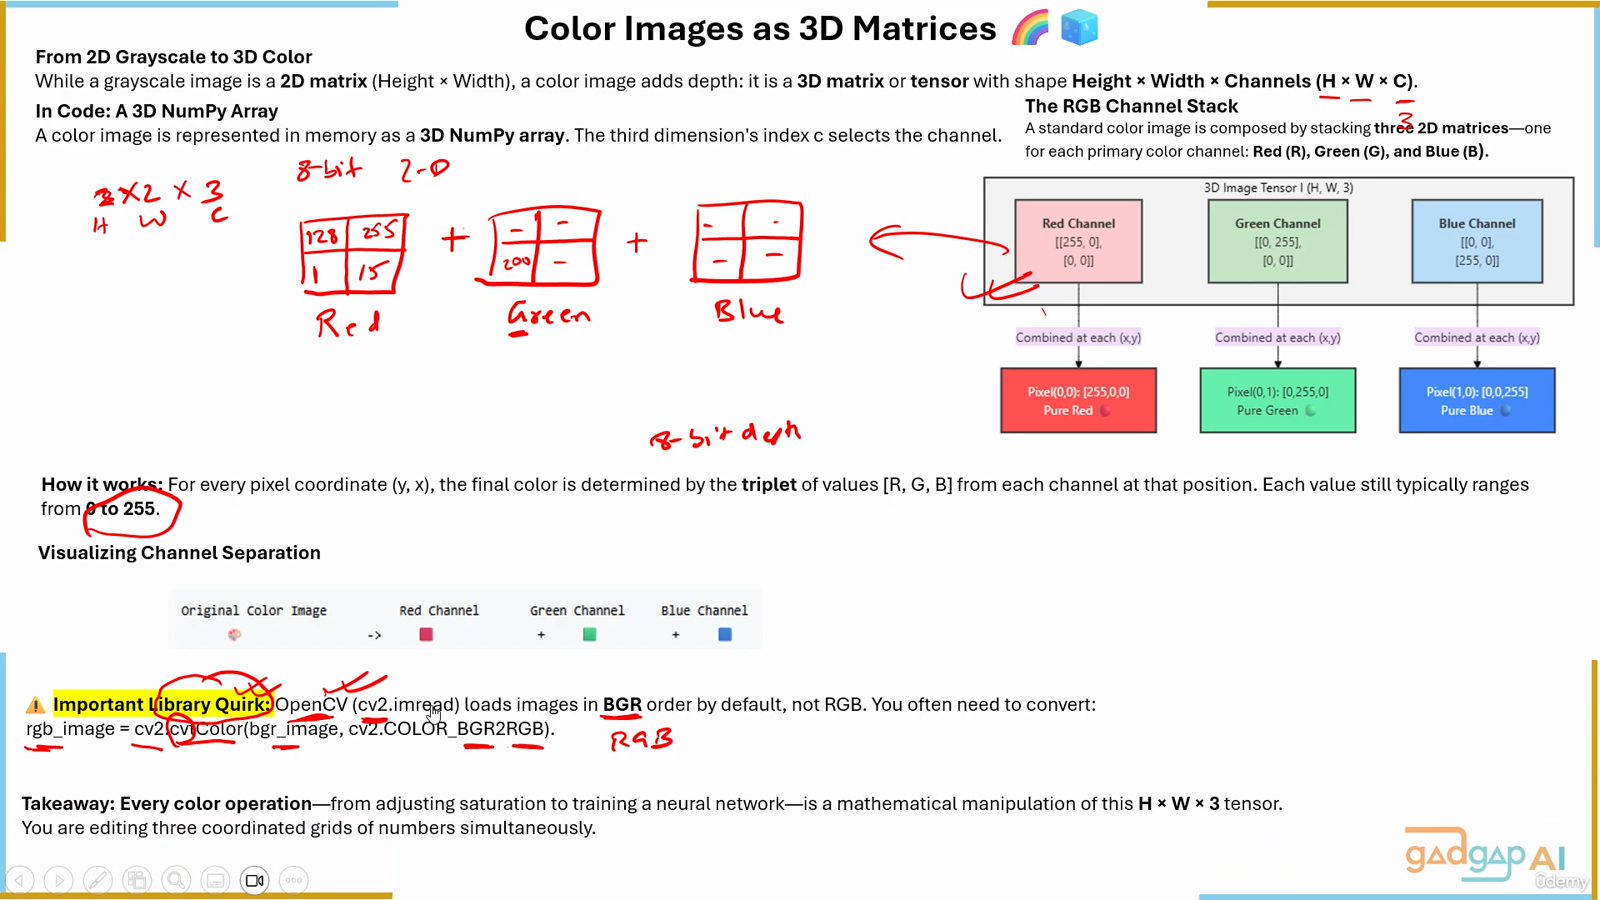 Color Images as 3D Matrices
From 2D Grayscale to 3D Color
While a grayscale image is a 2D matrix (Height × Width), a color image adds depth: it is a 3D matrix or tensor with shape Height × Width × Channels (H × W × C).
In Code: A 3D NumPy Array
A color image is represented in memory as a 3D NumPy array. The third dimension's index c selects the channel.
The RGB Channel Stack
3
A standard color image is composed by stacking three 2D matrices—one
for each primary color channel: Red (R), Green (G), and Blue (B).
8-bit 2-D
×2 × 3
H W C
128 255
1 15
Red
+
- -
200 -
Green
+
- -
- -
Blue
3D Image Tensor I (H, W, 3)
Red Channel
[[255, 0],
[0, 0]]
Green Channel
[[0, 255],
[0, 0]]
Blue Channel
[[0, 0],
[255, 0]]
Combined at each (x,y)
Combined at each (x,y)
Combined at each (x,y)
Pixel(0,0): [255,0,0]
Pure Red
Pixel(0,1): [0,255,0]
Pure Green
Pixel(1,0): [0,0,255]
Pure Blue
8-bit depth
How it works: For every pixel coordinate (y, x), the final color is determined by the triplet of values [R, G, B] from each channel at that position. Each value still typically ranges
from 0 to 255.
Visualizing Channel Separation
Original Color Image Red Channel Green Channel Blue Channel
-> + +
Important Library Quirk: OpenCV (cv2.imread) loads images in BGR order by default, not RGB. You often need to convert:
rgb_image = cv2.cvtColor(bgr_image, cv2.COLOR_BGR2RGB).
RGB
Takeaway: Every color operation—from adjusting saturation to training a neural network—is a mathematical manipulation of this H × W × 3 tensor.
You are editing three coordinated grids of numbers simultaneously.
gadgap AI
Udemy